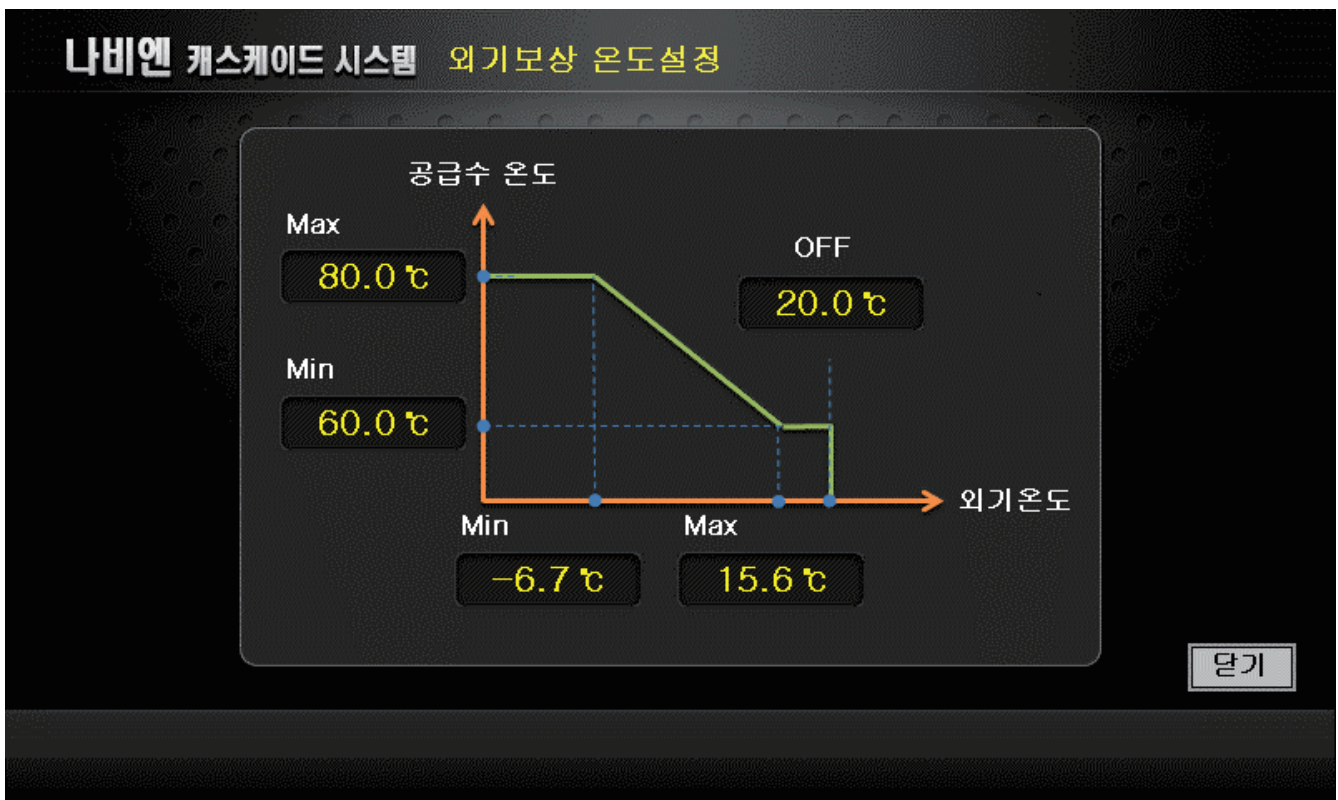 나비엔 캐스케이드 시스템 외기보상 온도설정
공급수 온도
Max
80.0 ℃
OFF
20.0 ℃
Min
60.0 ℃
외기온도
Min
Max
-6.7 ℃
15.6 ℃
닫기